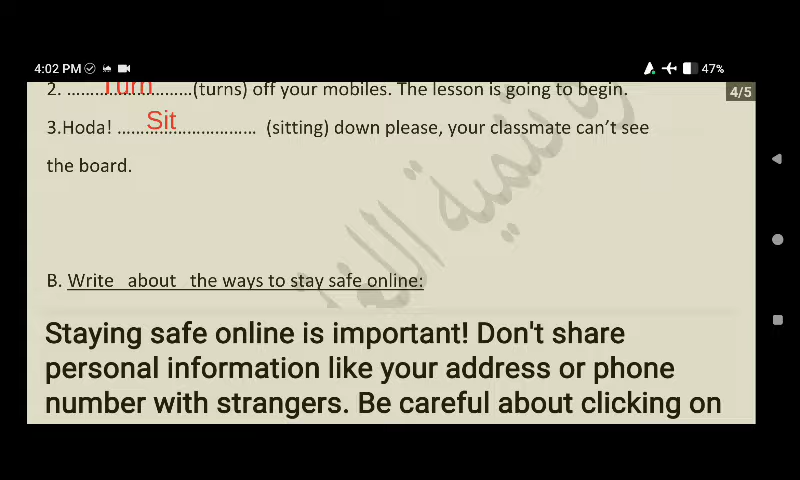 4:02 PM
47%
2. ........................(turns) off your mobiles. The lesson is going to begin.
Turn
4/5
3.Hoda! ........................... (sitting) down please, your classmate can't see
Sit
the board.
B. Write about the ways to stay safe online:
Staying safe online is important! Don't share
personal information like your address or phone
number with strangers. Be careful about clicking on